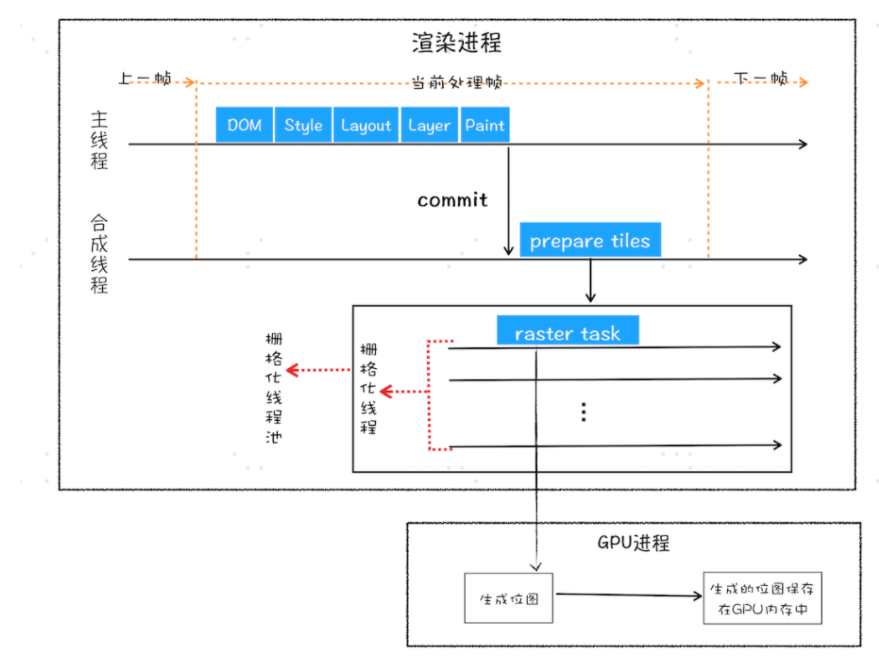 渲染进程
上一帧
当前处理帧
下一帧
主线程
DOM
Style
Layout
Layer
Paint
commit
合成线程
prepare tiles
raster task
栅格化线程池
栅格化线程
⋮
GPU进程
生成位图
生成的位图保存
在GPU内存中